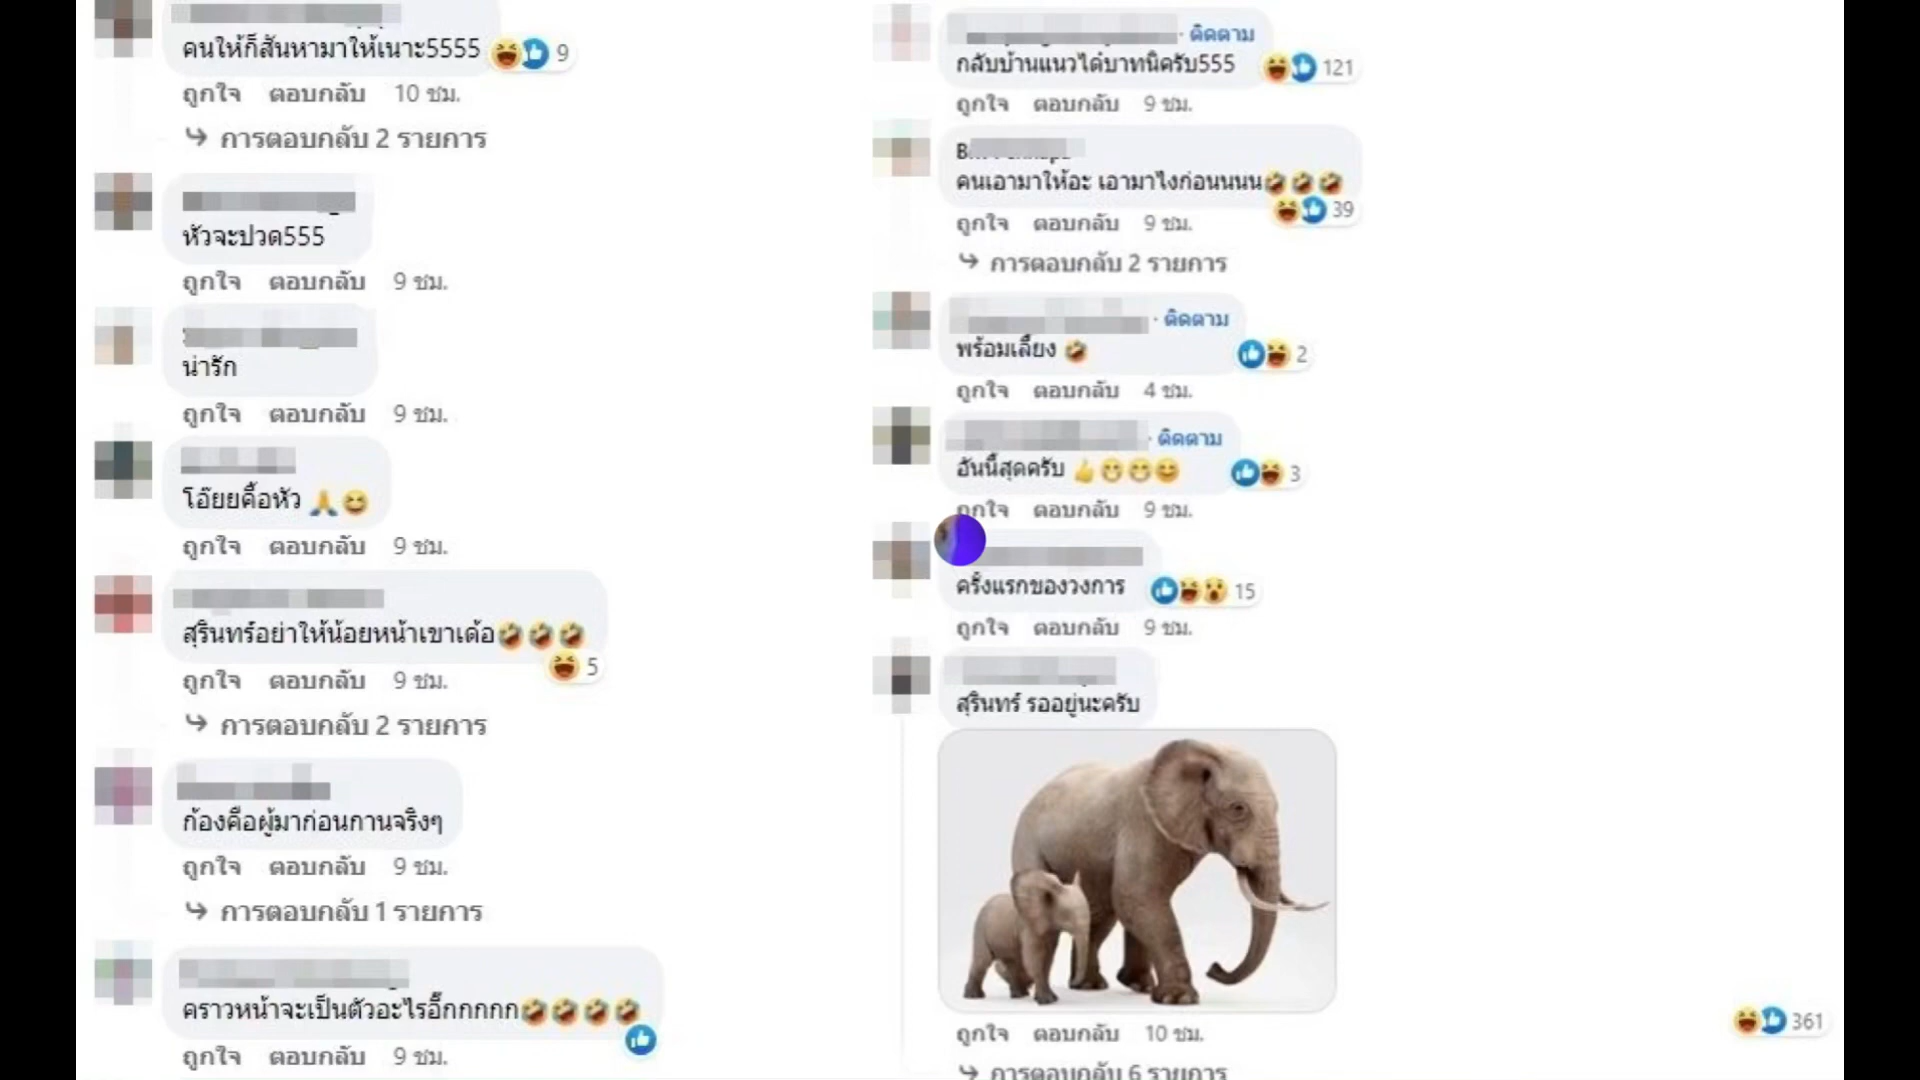 คนให้ก็สันหามาให้เนาะ5555
9
ถูกใจ ตอบกลับ 10 ชม.
การตอบกลับ 2 รายการ
หัวจะปวด555
ถูกใจ ตอบกลับ 9 ชม.
น่ารัก
ถูกใจ ตอบกลับ 9 ชม.
โอ๊ยยคื้อหัว 🙏😆
ถูกใจ ตอบกลับ 9 ชม.
สุรินทร์อย่าให้น้อยหน้าเขาเด้อ🤣🤣🤣
5
ถูกใจ ตอบกลับ 9 ชม.
การตอบกลับ 2 รายการ
ก้องคือผู้มาก่อนกานจริงๆ
ถูกใจ ตอบกลับ 9 ชม.
การตอบกลับ 1 รายการ
คราวหน้าจะเป็นตัวอะไรอี๊กกกกกก🤣🤣🤣🤣
ถูกใจ ตอบกลับ 9 ชม.
· ติดตาม
กลับบ้านแนวได๋บาทนิครับ555
121
ถูกใจ ตอบกลับ 9 ชม.
คนเอามาให้อะ เอามาไงก่อนนนน🤣🤣🤣
39
ถูกใจ ตอบกลับ 9 ชม.
การตอบกลับ 2 รายการ
· ติดตาม
พร้อมเลี้ยง 🤣
2
ถูกใจ ตอบกลับ 4 ชม.
· ติดตาม
อันนี้สุดครับ 👍😁😁😊
3
ถูกใจ ตอบกลับ 9 ชม.
ครั้งแรกของวงการ
15
ถูกใจ ตอบกลับ 9 ชม.
สุรินทร์ รออยู่นะครับ
ถูกใจ ตอบกลับ 10 ชม.
การตอบกลับ 6 รายการ
361